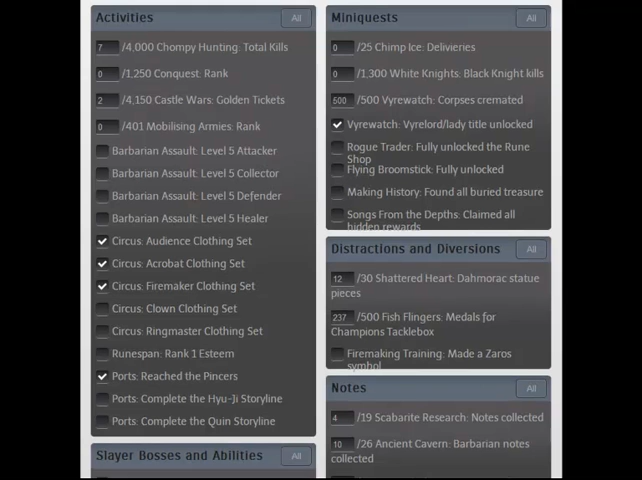 Activities All
7 /4,000 Chompy Hunting: Total Kills
0 /1,250 Conquest: Rank
2 /4,150 Castle Wars: Golden Tickets
0 /401 Mobilising Armies: Rank
Barbarian Assault: Level 5 Attacker
Barbarian Assault: Level 5 Collector
Barbarian Assault: Level 5 Defender
Barbarian Assault: Level 5 Healer
Circus: Audience Clothing Set
Circus: Acrobat Clothing Set
Circus: Firemaker Clothing Set
Circus: Clown Clothing Set
Circus: Ringmaster Clothing Set
Runespan: Rank 1 Esteem
Ports: Reached the Pincers
Ports: Complete the Hyu-Ji Storyline
Ports: Complete the Quin Storyline
Slayer Bosses and Abilities All
Miniquests All
0 /25 Chimp Ice: Delivieries
0 /1,300 White Knights: Black Knight kills
500 /500 Vyrewatch: Corpses cremated
Vyrewatch: Vyrelord/lady title unlocked
Rogue Trader: Fully unlocked the Rune
Shop
Flying Broomstick: Fully unlocked
Making History: Found all buried treasure
Songs From the Depths: Claimed all
hidden rewards
Distractions and Diversions All
12 /30 Shattered Heart: Dahmorac statue
pieces
237 /500 Fish Flingers: Medals for
Champions Tacklebox
Firemaking Training: Made a Zaros
symbol
Notes All
4 /19 Scabarite Research: Notes collected
10 /26 Ancient Cavern: Barbarian notes
collected